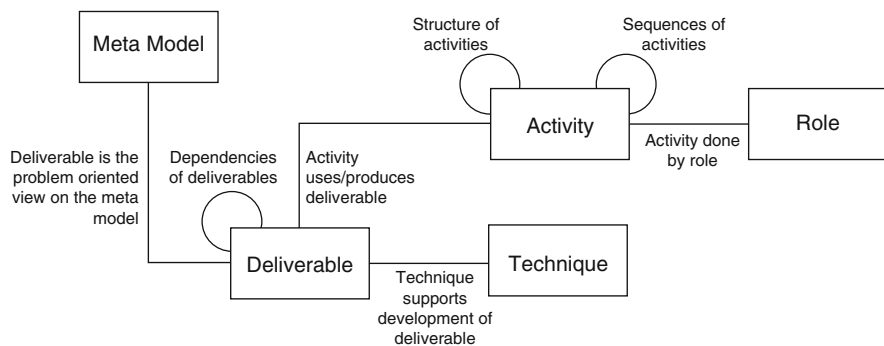 Meta Model
Structure of
activities
Sequences of
activities
Activity
Role
Activity done
by role
Deliverable is the
problem oriented
view on the meta
model
Dependencies
of deliverables
Activity
uses/produces
deliverable
Deliverable
Technique
Technique
supports
development of
deliverable